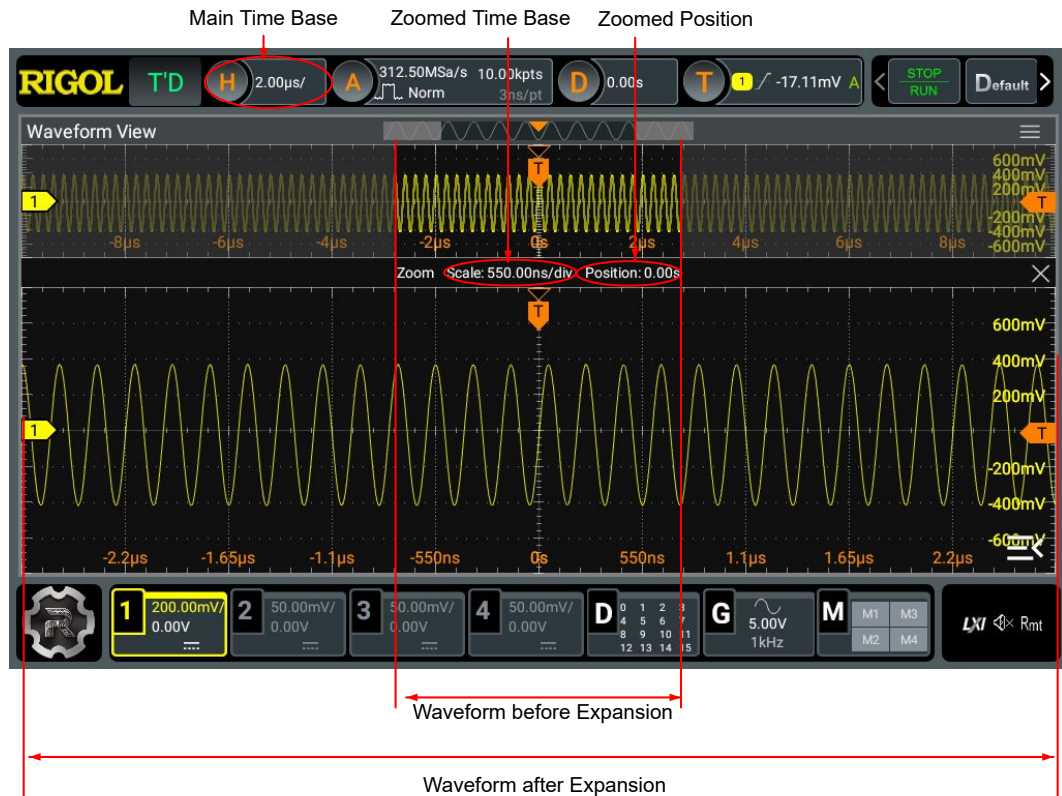 Main Time Base Zoomed Time Base Zoomed Position
RIGOL T'D H 2.00μs/ A 312.50MSa/s 10.00kpts D 0.00s T 1 -17.11mV A < STOP Default >
Norm 3ns/pt RUN
Waveform View
T
600mV
400mV
200mV
1 T
-200mV
-8μs -6μs -4μs -2μs 0s 2μs 4μs 6μs 8μs -600mV
Zoom Scale: 550.00ns/div Position: 0.00s
T
600mV
400mV
200mV
1 T
-200mV
-400mV
-600mV
-2.2μs -1.65μs -1.1μs -550ns 0s 550ns 1.1μs 1.65μs 2.2μs
1 200.00mV/ 2 50.00mV/ 3 50.00mV/ 4 50.00mV/ D 0 1 2 3 G M M1 M3
0.00V 0.00V 0.00V 0.00V 4 5 6 7 5.00V LXI Rmt
8 9 10 11 1kHz M2 M4
12 13 14 15
Waveform before Expansion
Waveform after Expansion